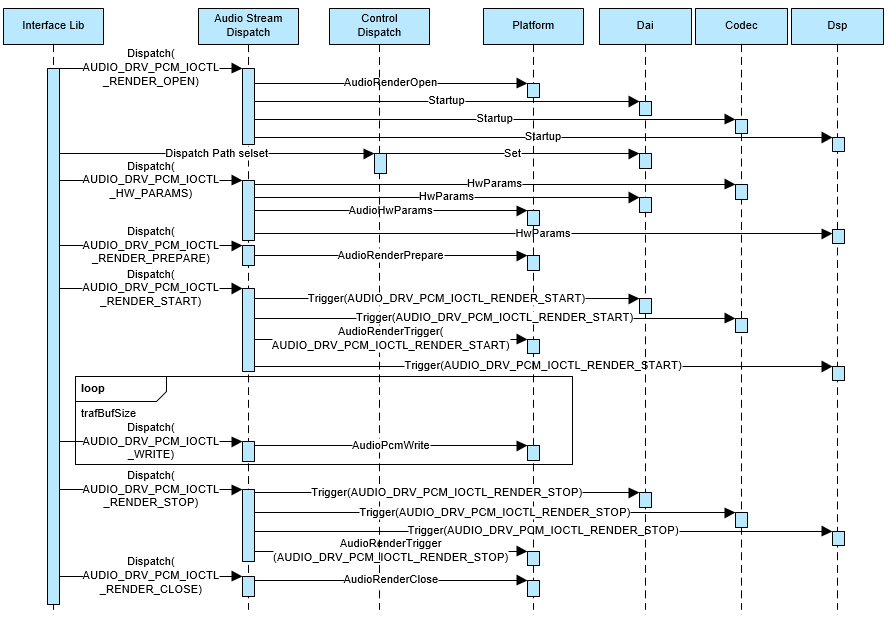 Interface Lib
Audio Stream
Dispatch
Control
Dispatch
Platform
Dai
Codec
Dsp
Dispatch(
AUDIO_DRV_PCM_IOCTL
_RENDER_OPEN)
AudioRenderOpen
Startup
Startup
Startup
Dispatch Path selset
Set
Dispatch(
AUDIO_DRV_PCM_IOCTL
_HW_PARAMS)
HwParams
HwParams
AudioHwParams
HwParams
Dispatch(
AUDIO_DRV_PCM_IOCTL
_RENDER_PREPARE)
AudioRenderPrepare
Dispatch(
AUDIO_DRV_PCM_IOCTL
_RENDER_START)
Trigger(AUDIO_DRV_PCM_IOCTL_RENDER_START)
Trigger(AUDIO_DRV_PCM_IOCTL_RENDER_START)
AudioRenderTrigger(
AUDIO_DRV_PCM_IOCTL_RENDER_START)
Trigger(AUDIO_DRV_PCM_IOCTL_RENDER_START)
loop
trafBufSize
Dispatch(
AUDIO_DRV_PCM_IOCTL
_WRITE)
AudioPcmWrite
Dispatch(
AUDIO_DRV_PCM_IOCTL
_RENDER_STOP)
Trigger(AUDIO_DRV_PCM_IOCTL_RENDER_STOP)
Trigger(AUDIO_DRV_PCM_IOCTL_RENDER_STOP)
Trigger(AUDIO_DRV_PCM_IOCTL_RENDER_STOP)
AudioRenderTrigger
(AUDIO_DRV_PCM_IOCTL_RENDER_STOP)
Dispatch(
AUDIO_DRV_PCM_IOCTL
_RENDER_CLOSE)
AudioRenderClose